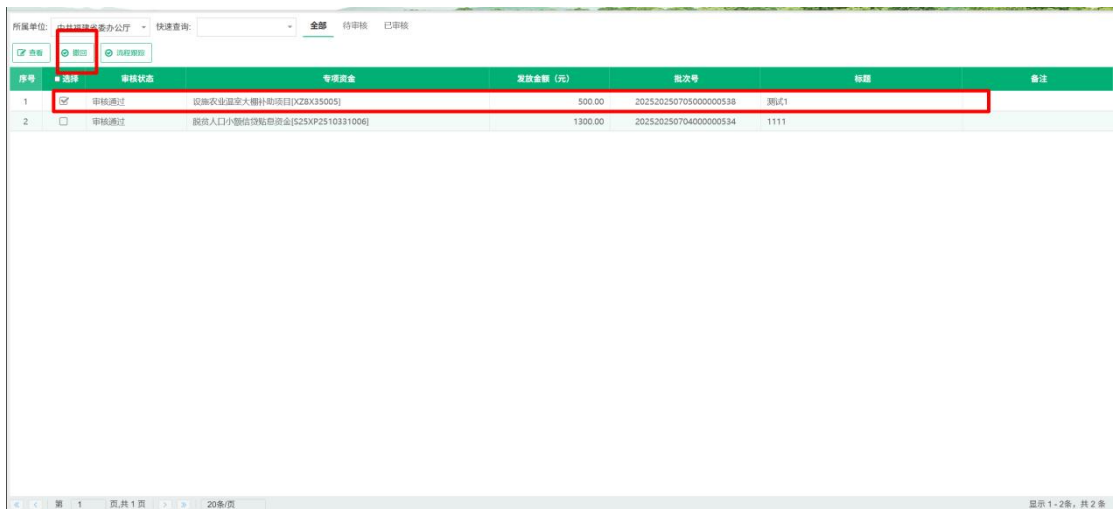 所属单位: 中共福建省委办公厅 快速查询: 全部 待审核 已审核
查看 撤回 流程跟踪
序号 选择 审核状态 专项资金 发放金额（元） 批次号 标题 备注
1 审核通过 设施农业温室大棚补助项目[XZ8X35005] 500.00 202520250705000000538 测试1
2 审核通过 脱贫人口小额信贷贴息资金[S25XP2510331006] 1300.00 202520250704000000534 1111
第 1 页,共 1 页 20条/页 显示 1 - 2条，共 2 条